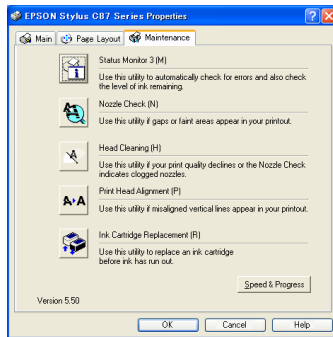 EPSON Stylus C87 Series Properties
Main Page Layout Maintenance
Status Monitor 3 (M)
Use this utility to automatically check for errors and also check
the level of ink remaining.
Nozzle Check (N)
Use this utility if gaps or faint areas appear in your printout.
Head Cleaning (H)
Use this utility if your print quality declines or the Nozzle Check
indicates clogged nozzles.
Print Head Alignment (P)
Use this utility if misaligned vertical lines appear in your printout.
Ink Cartridge Replacement (R)
Use this utility to replace an ink cartridge
before ink has run out.
Speed & Progress
Version 5.50
OK Cancel Help